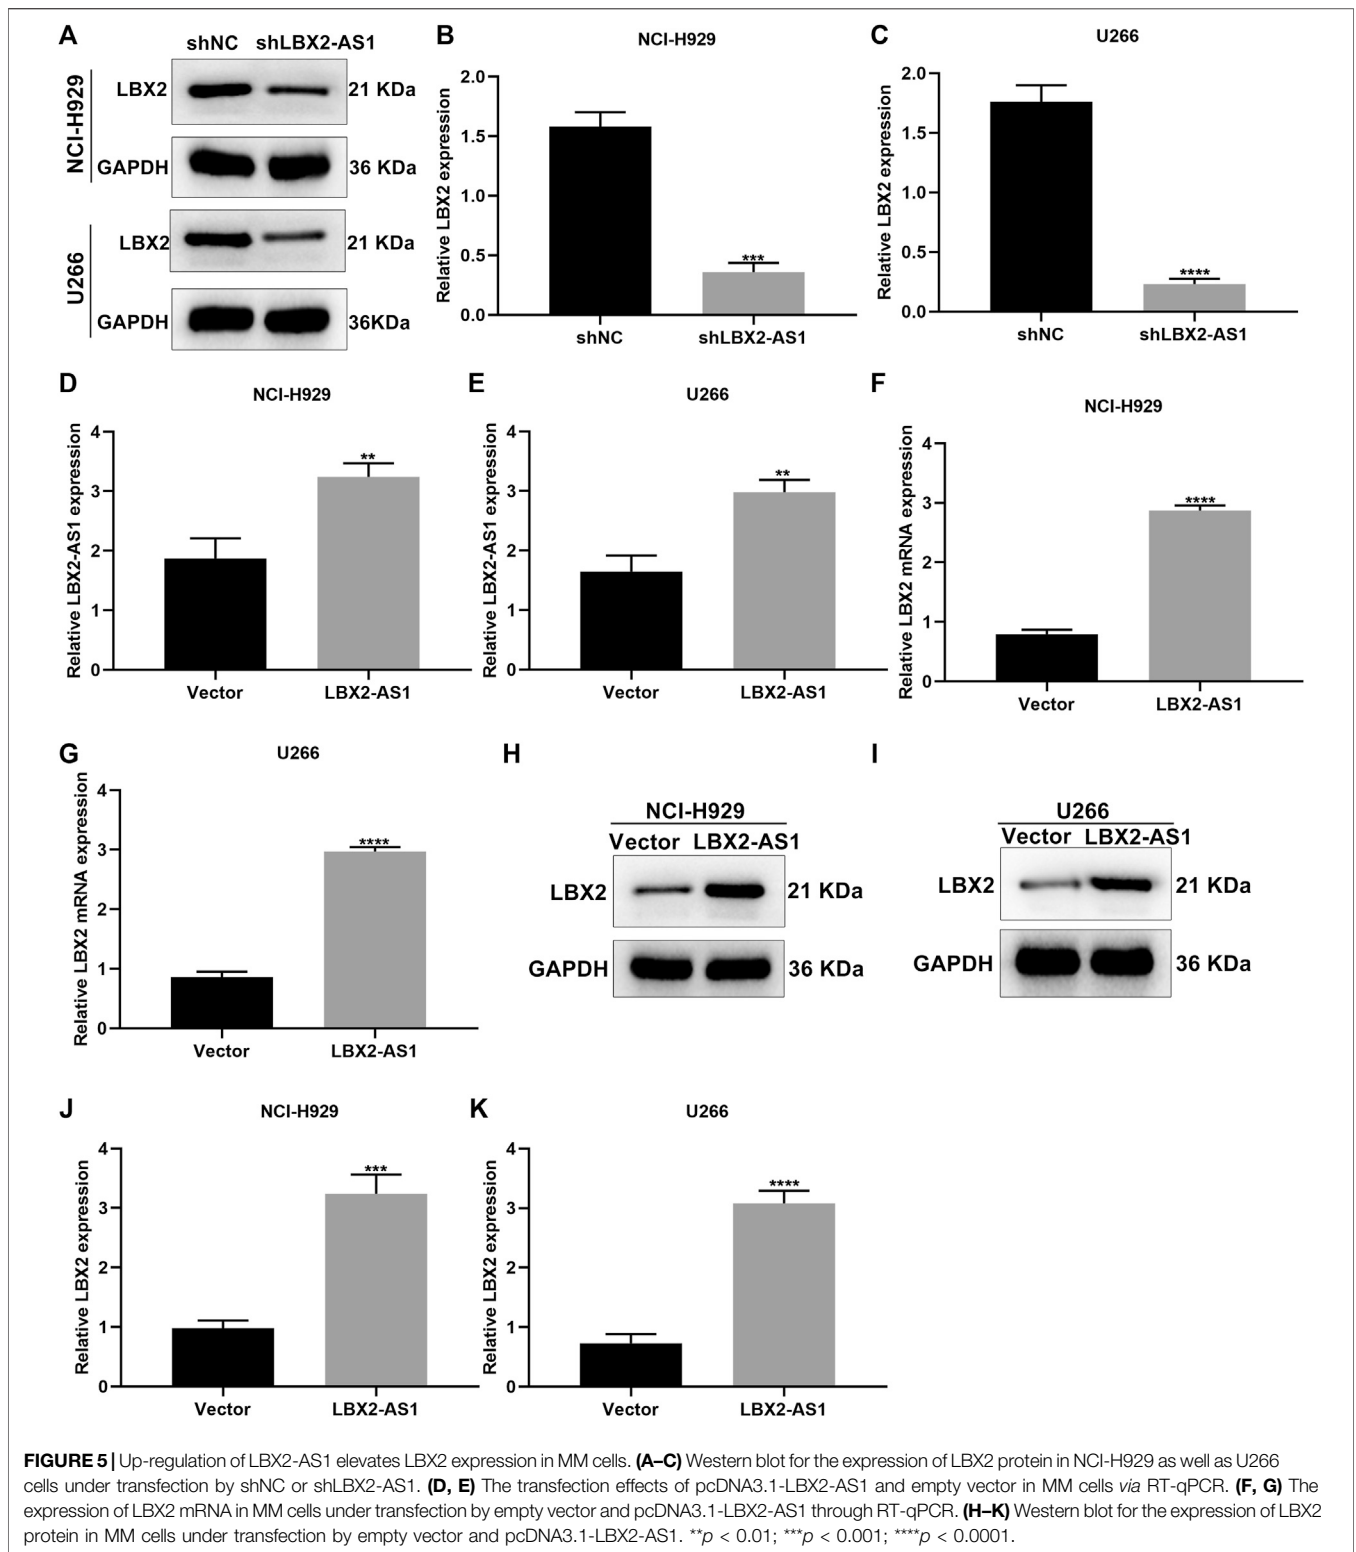 A
shNC shLBX2-AS1
NCI-H929
LBX2 21 KDa
GAPDH 36 KDa
U266
LBX2 21 KDa
GAPDH 36KDa
B
NCI-H929
Relative LBX2 expression
2.0
1.5
1.0
0.5
0.0
***
shNC shLBX2-AS1
C
U266
Relative LBX2 expression
2.0
1.5
1.0
0.5
0.0
****
shNC shLBX2-AS1
D
NCI-H929
Relative LBX2-AS1 expression
4
3
2
1
0
**
Vector LBX2-AS1
E
U266
Relative LBX2-AS1 expression
4
3
2
1
0
**
Vector LBX2-AS1
F
NCI-H929
Relative LBX2 mRNA expression
4
3
2
1
0
****
Vector LBX2-AS1
G
U266
Relative LBX2 mRNA expression
4
3
2
1
0
****
Vector LBX2-AS1
H
NCI-H929
Vector LBX2-AS1
LBX2 21 KDa
GAPDH 36 KDa
I
U266
Vector LBX2-AS1
LBX2 21 KDa
GAPDH 36 KDa
J
NCI-H929
Relative LBX2 expression
4
3
2
1
0
***
Vector LBX2-AS1
K
U266
Relative LBX2 expression
4
3
2
1
0
****
Vector LBX2-AS1
FIGURE 5 | Up-regulation of LBX2-AS1 elevates LBX2 expression in MM cells. (A–C) Western blot for the expression of LBX2 protein in NCI-H929 as well as U266
cells under transfection by shNC or shLBX2-AS1. (D, E) The transfection effects of pcDNA3.1-LBX2-AS1 and empty vector in MM cells via RT-qPCR. (F, G) The
expression of LBX2 mRNA in MM cells under transfection by empty vector and pcDNA3.1-LBX2-AS1 through RT-qPCR. (H–K) Western blot for the expression of LBX2
protein in MM cells under transfection by empty vector and pcDNA3.1-LBX2-AS1. **p < 0.01; ***p < 0.001; ****p < 0.0001.